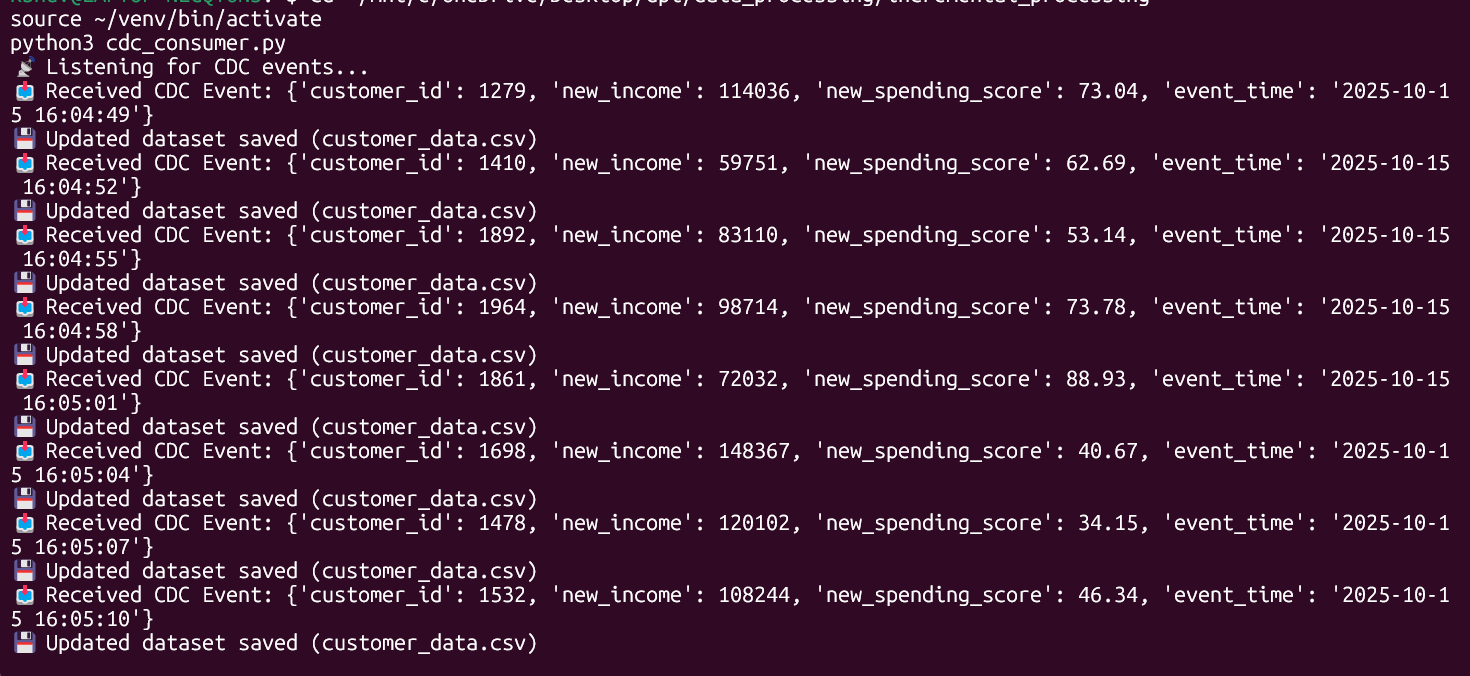 source ~/venv/bin/activate
python3 cdc_consumer.py
📡 Listening for CDC events...
📥 Received CDC Event: {'customer_id': 1279, 'new_income': 114036, 'new_spending_score': 73.04, 'event_time': '2025-10-1
5 16:04:49'}
💾 Updated dataset saved (customer_data.csv)
📥 Received CDC Event: {'customer_id': 1410, 'new_income': 59751, 'new_spending_score': 62.69, 'event_time': '2025-10-15
 16:04:52'}
💾 Updated dataset saved (customer_data.csv)
📥 Received CDC Event: {'customer_id': 1892, 'new_income': 83110, 'new_spending_score': 53.14, 'event_time': '2025-10-15
 16:04:55'}
💾 Updated dataset saved (customer_data.csv)
📥 Received CDC Event: {'customer_id': 1964, 'new_income': 98714, 'new_spending_score': 73.78, 'event_time': '2025-10-15
 16:04:58'}
💾 Updated dataset saved (customer_data.csv)
📥 Received CDC Event: {'customer_id': 1861, 'new_income': 72032, 'new_spending_score': 88.93, 'event_time': '2025-10-15
 16:05:01'}
💾 Updated dataset saved (customer_data.csv)
📥 Received CDC Event: {'customer_id': 1698, 'new_income': 148367, 'new_spending_score': 40.67, 'event_time': '2025-10-1
5 16:05:04'}
💾 Updated dataset saved (customer_data.csv)
📥 Received CDC Event: {'customer_id': 1478, 'new_income': 120102, 'new_spending_score': 34.15, 'event_time': '2025-10-1
5 16:05:07'}
💾 Updated dataset saved (customer_data.csv)
📥 Received CDC Event: {'customer_id': 1532, 'new_income': 108244, 'new_spending_score': 46.34, 'event_time': '2025-10-1
5 16:05:10'}
💾 Updated dataset saved (customer_data.csv)